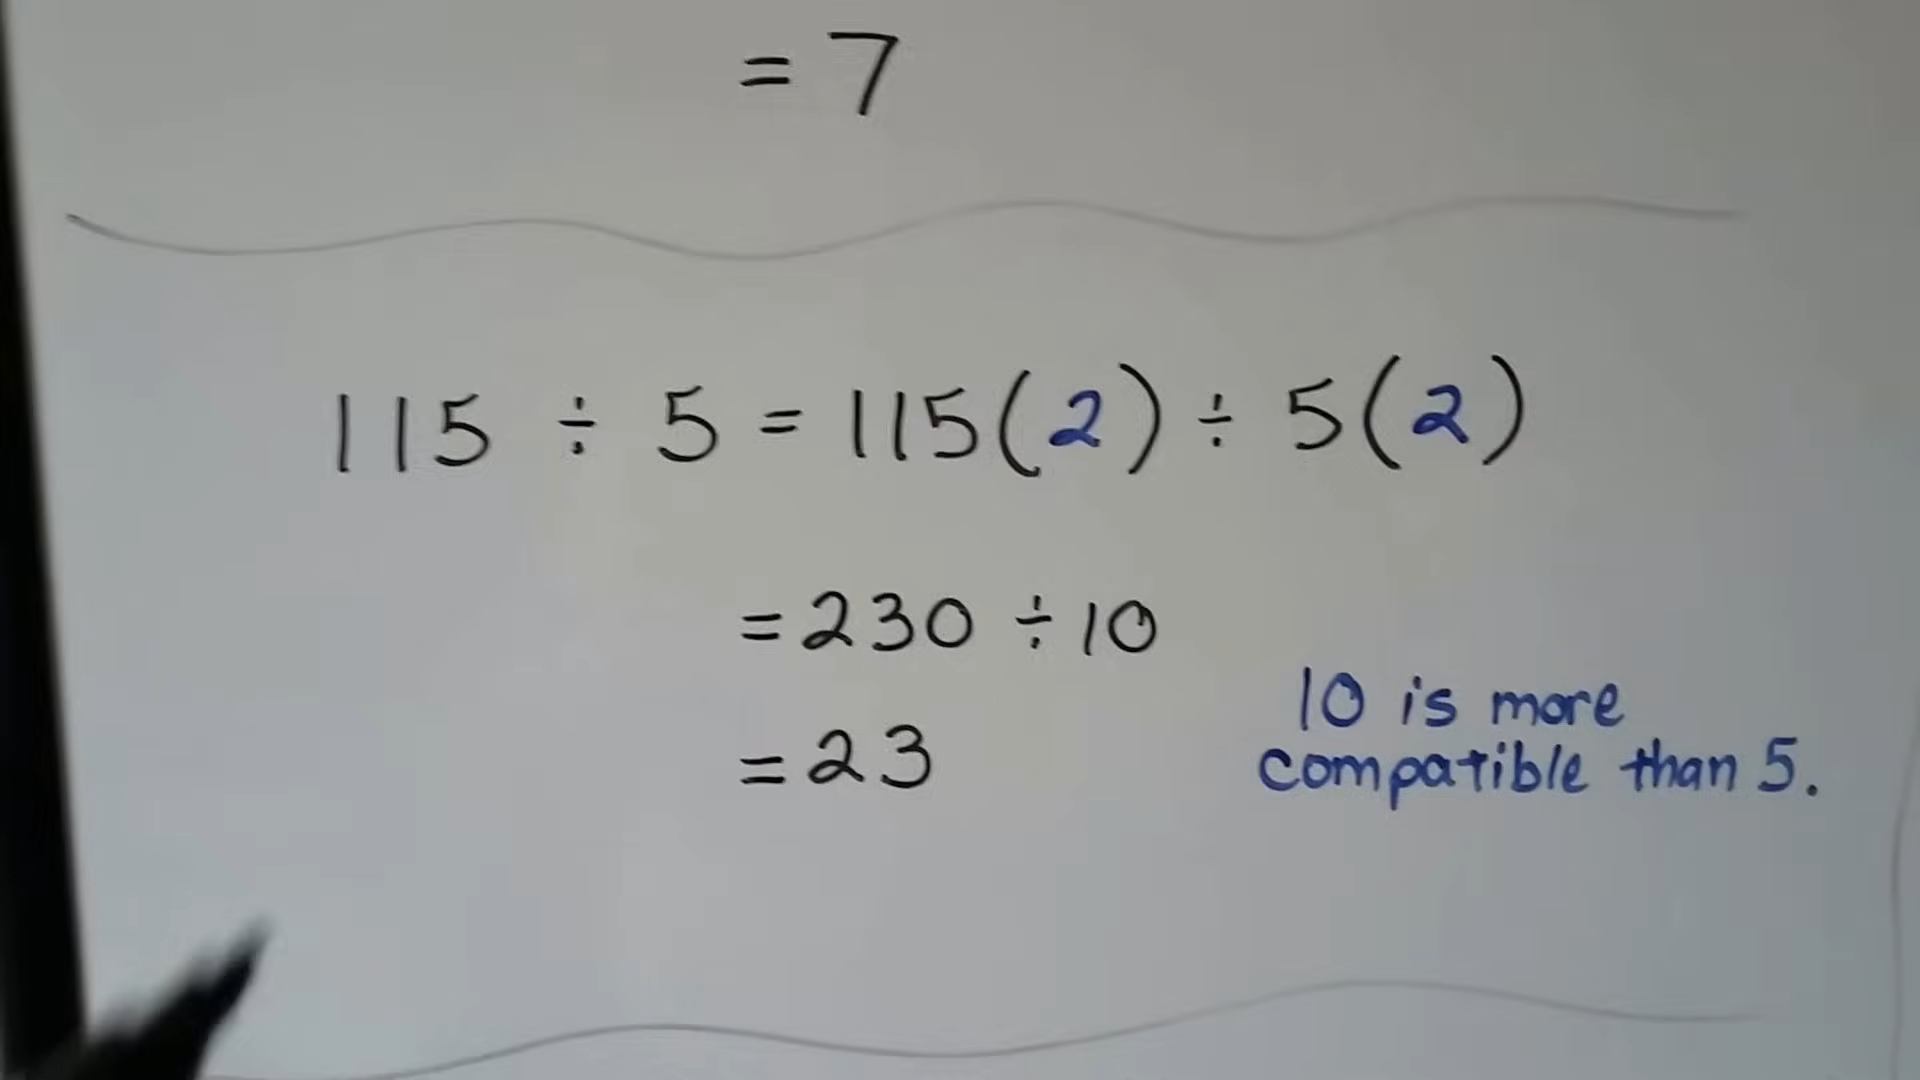 = 7
115 ÷ 5 = 115(2) ÷ 5(2)
= 230 ÷ 10
= 23
10 is more
compatible than 5.